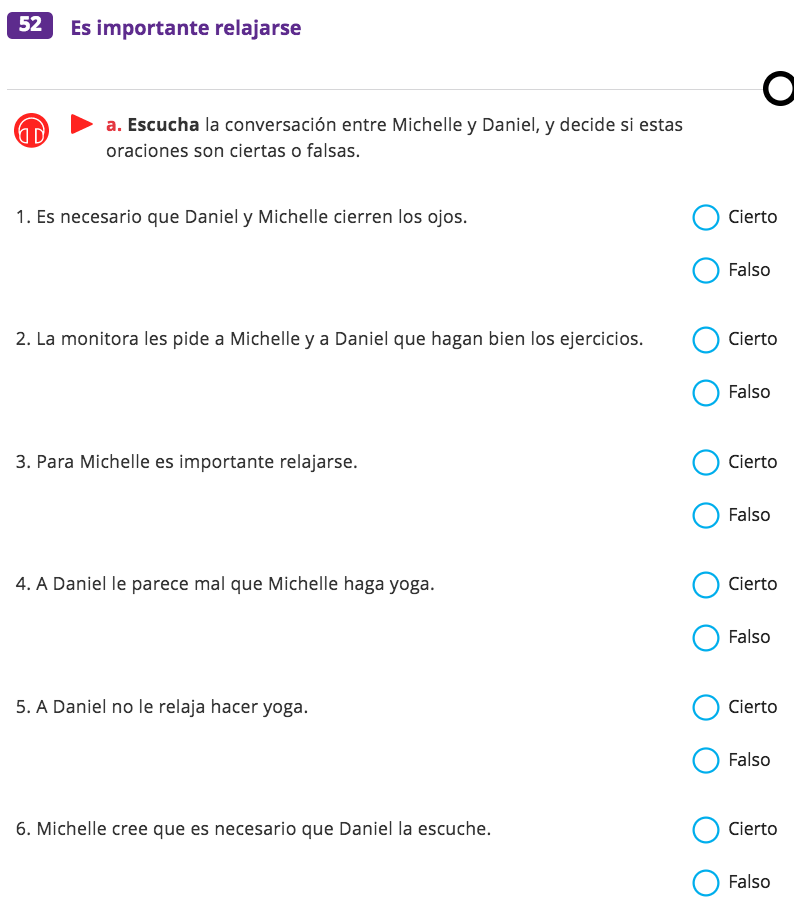 52 Es importante relajarse
a. Escucha la conversación entre Michelle y Daniel, y decide si estas
oraciones son ciertas o falsas.
1. Es necesario que Daniel y Michelle cierren los ojos.
Cierto
Falso
2. La monitora les pide a Michelle y a Daniel que hagan bien los ejercicios.
Cierto
Falso
3. Para Michelle es importante relajarse.
Cierto
Falso
4. A Daniel le parece mal que Michelle haga yoga.
Cierto
Falso
5. A Daniel no le relaja hacer yoga.
Cierto
Falso
6. Michelle cree que es necesario que Daniel la escuche.
Cierto
Falso